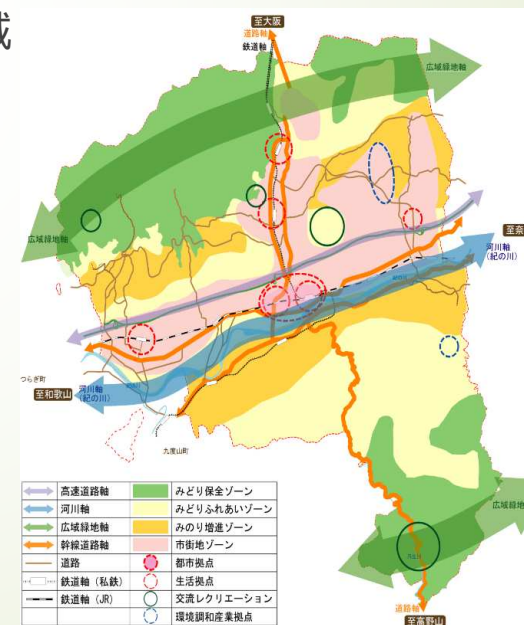 域
至大阪
道路軸
鉄道軸
広域緑地軸
広域緑地軸
至奈
河川軸
(紀の川)
つらぎ町
至和歌山
河川軸
(紀の川)
九度山町
広域緑地
道路軸
至高野山
高速道路軸 みどり保全ゾーン
河川軸 みどりふれあいゾーン
広域緑地軸 みのり増進ゾーン
幹線道路軸 市街地ゾーン
道路 都市拠点
鉄道軸(私鉄) 生活拠点
鉄道軸(JR) 交流レクリエーション
環境調和産業拠点